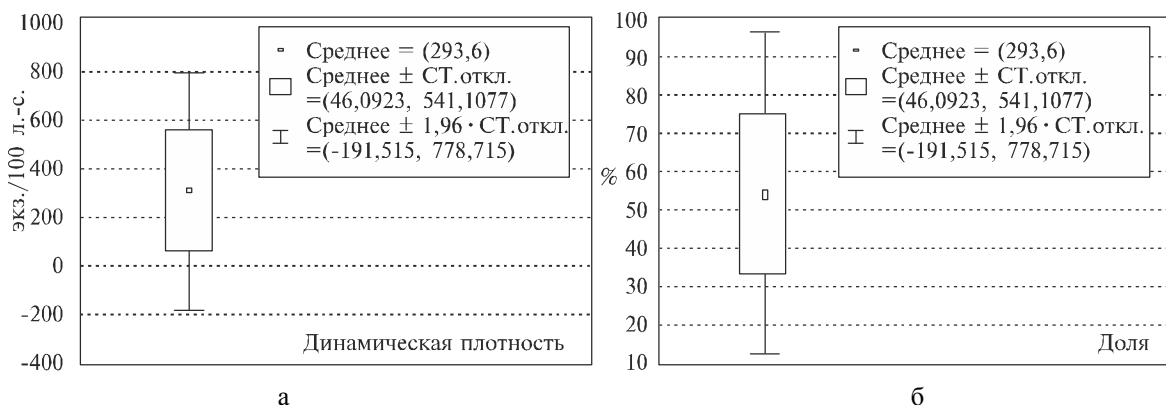 1000
800
600
400
200
0
-200
-400
экз./100 л.-с.
Среднее = (293,6)
Среднее ± СТ.откл.
=(46,0923, 541,1077)
Среднее ± 1,96 · СТ.откл.
=(-191,515, 778,715)
Динамическая плотность
а
100
90
80
70
60
50
40
30
20
10
%
Среднее = (293,6)
Среднее ± СТ.откл.
=(46,0923, 541,1077)
Среднее ± 1,96 · СТ.откл.
=(-191,515, 778,715)
Доля
б